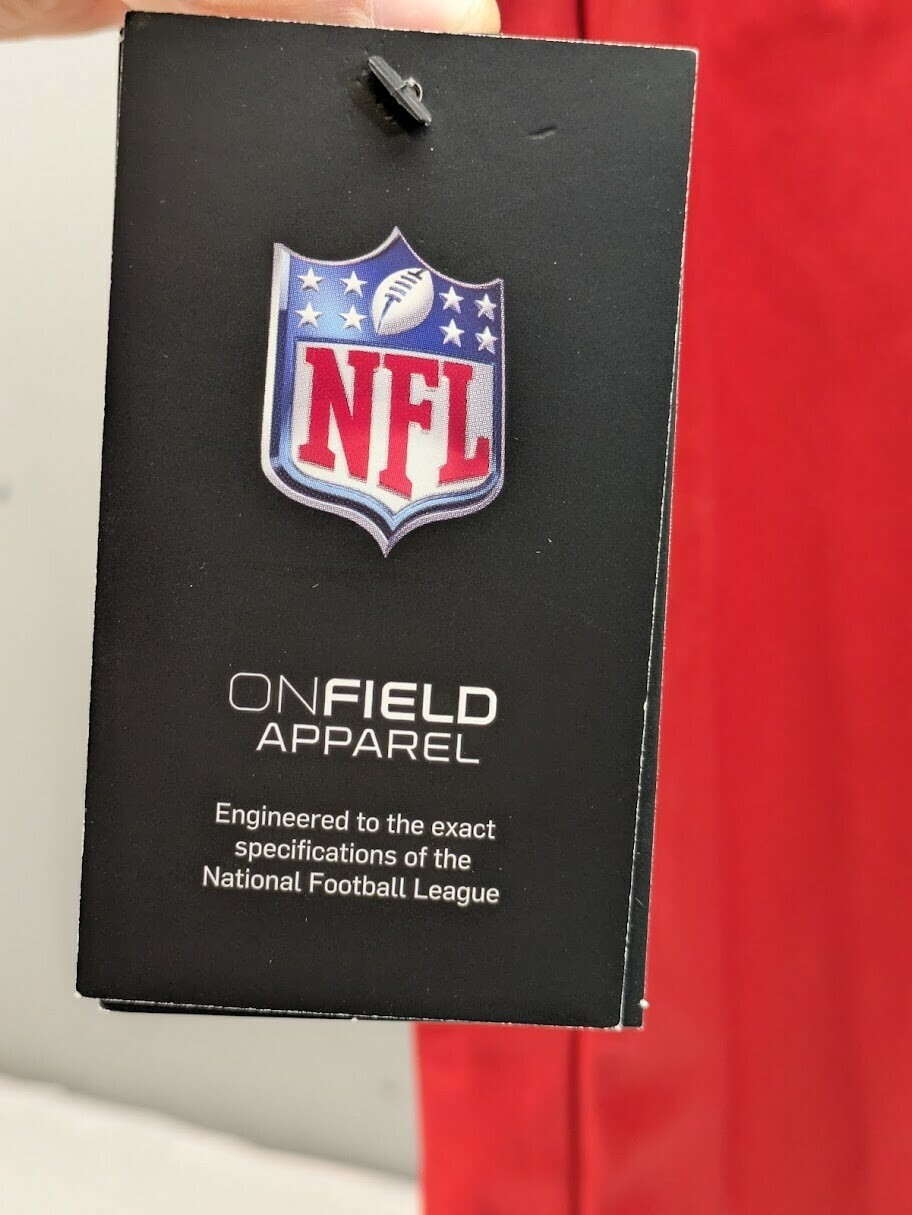 NFL
ONFIELD
APPAREL
Engineered to the exact
specifications of the
National Football League